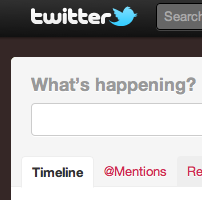 twitter Search
What's happening?
Timeline @Mentions Re